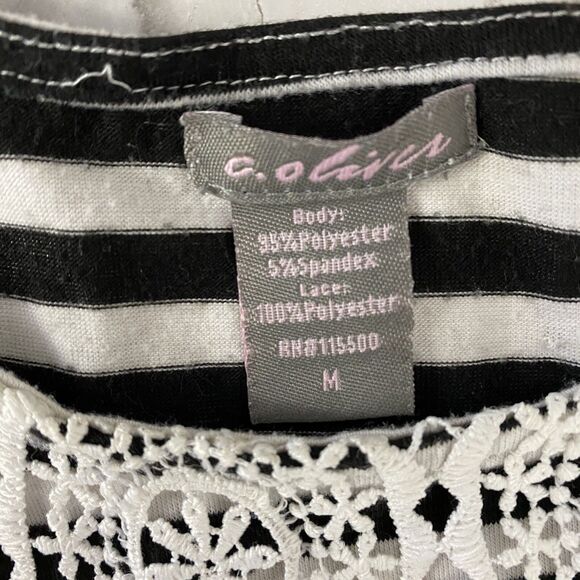 C. Oliver
Body:
95%Polyester
5%Spandex
Lace:
100%Polyester
RN#115500
M